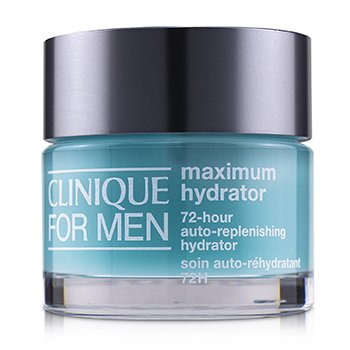 CLINIQUE
FOR MEN
maximum
hydrator
72-hour
auto-replenishing
hydrator
soin auto-réhydratant
72H